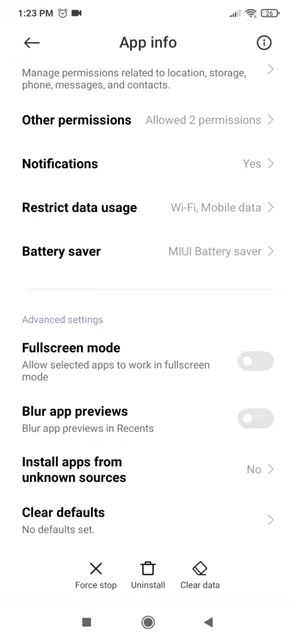 1:23 PM
26
App info
Manage permissions related to location, storage,
phone, messages, and contacts.
Other permissions Allowed 2 permissions
Notifications Yes
Restrict data usage Wi-Fi, Mobile data
Battery saver MIUI Battery saver
Advanced settings
Fullscreen mode
Allow selected apps to work in fullscreen
mode
Blur app previews
Blur app previews in Recents
Install apps from
unknown sources No
Clear defaults
No defaults set.
Force stop Uninstall Clear data